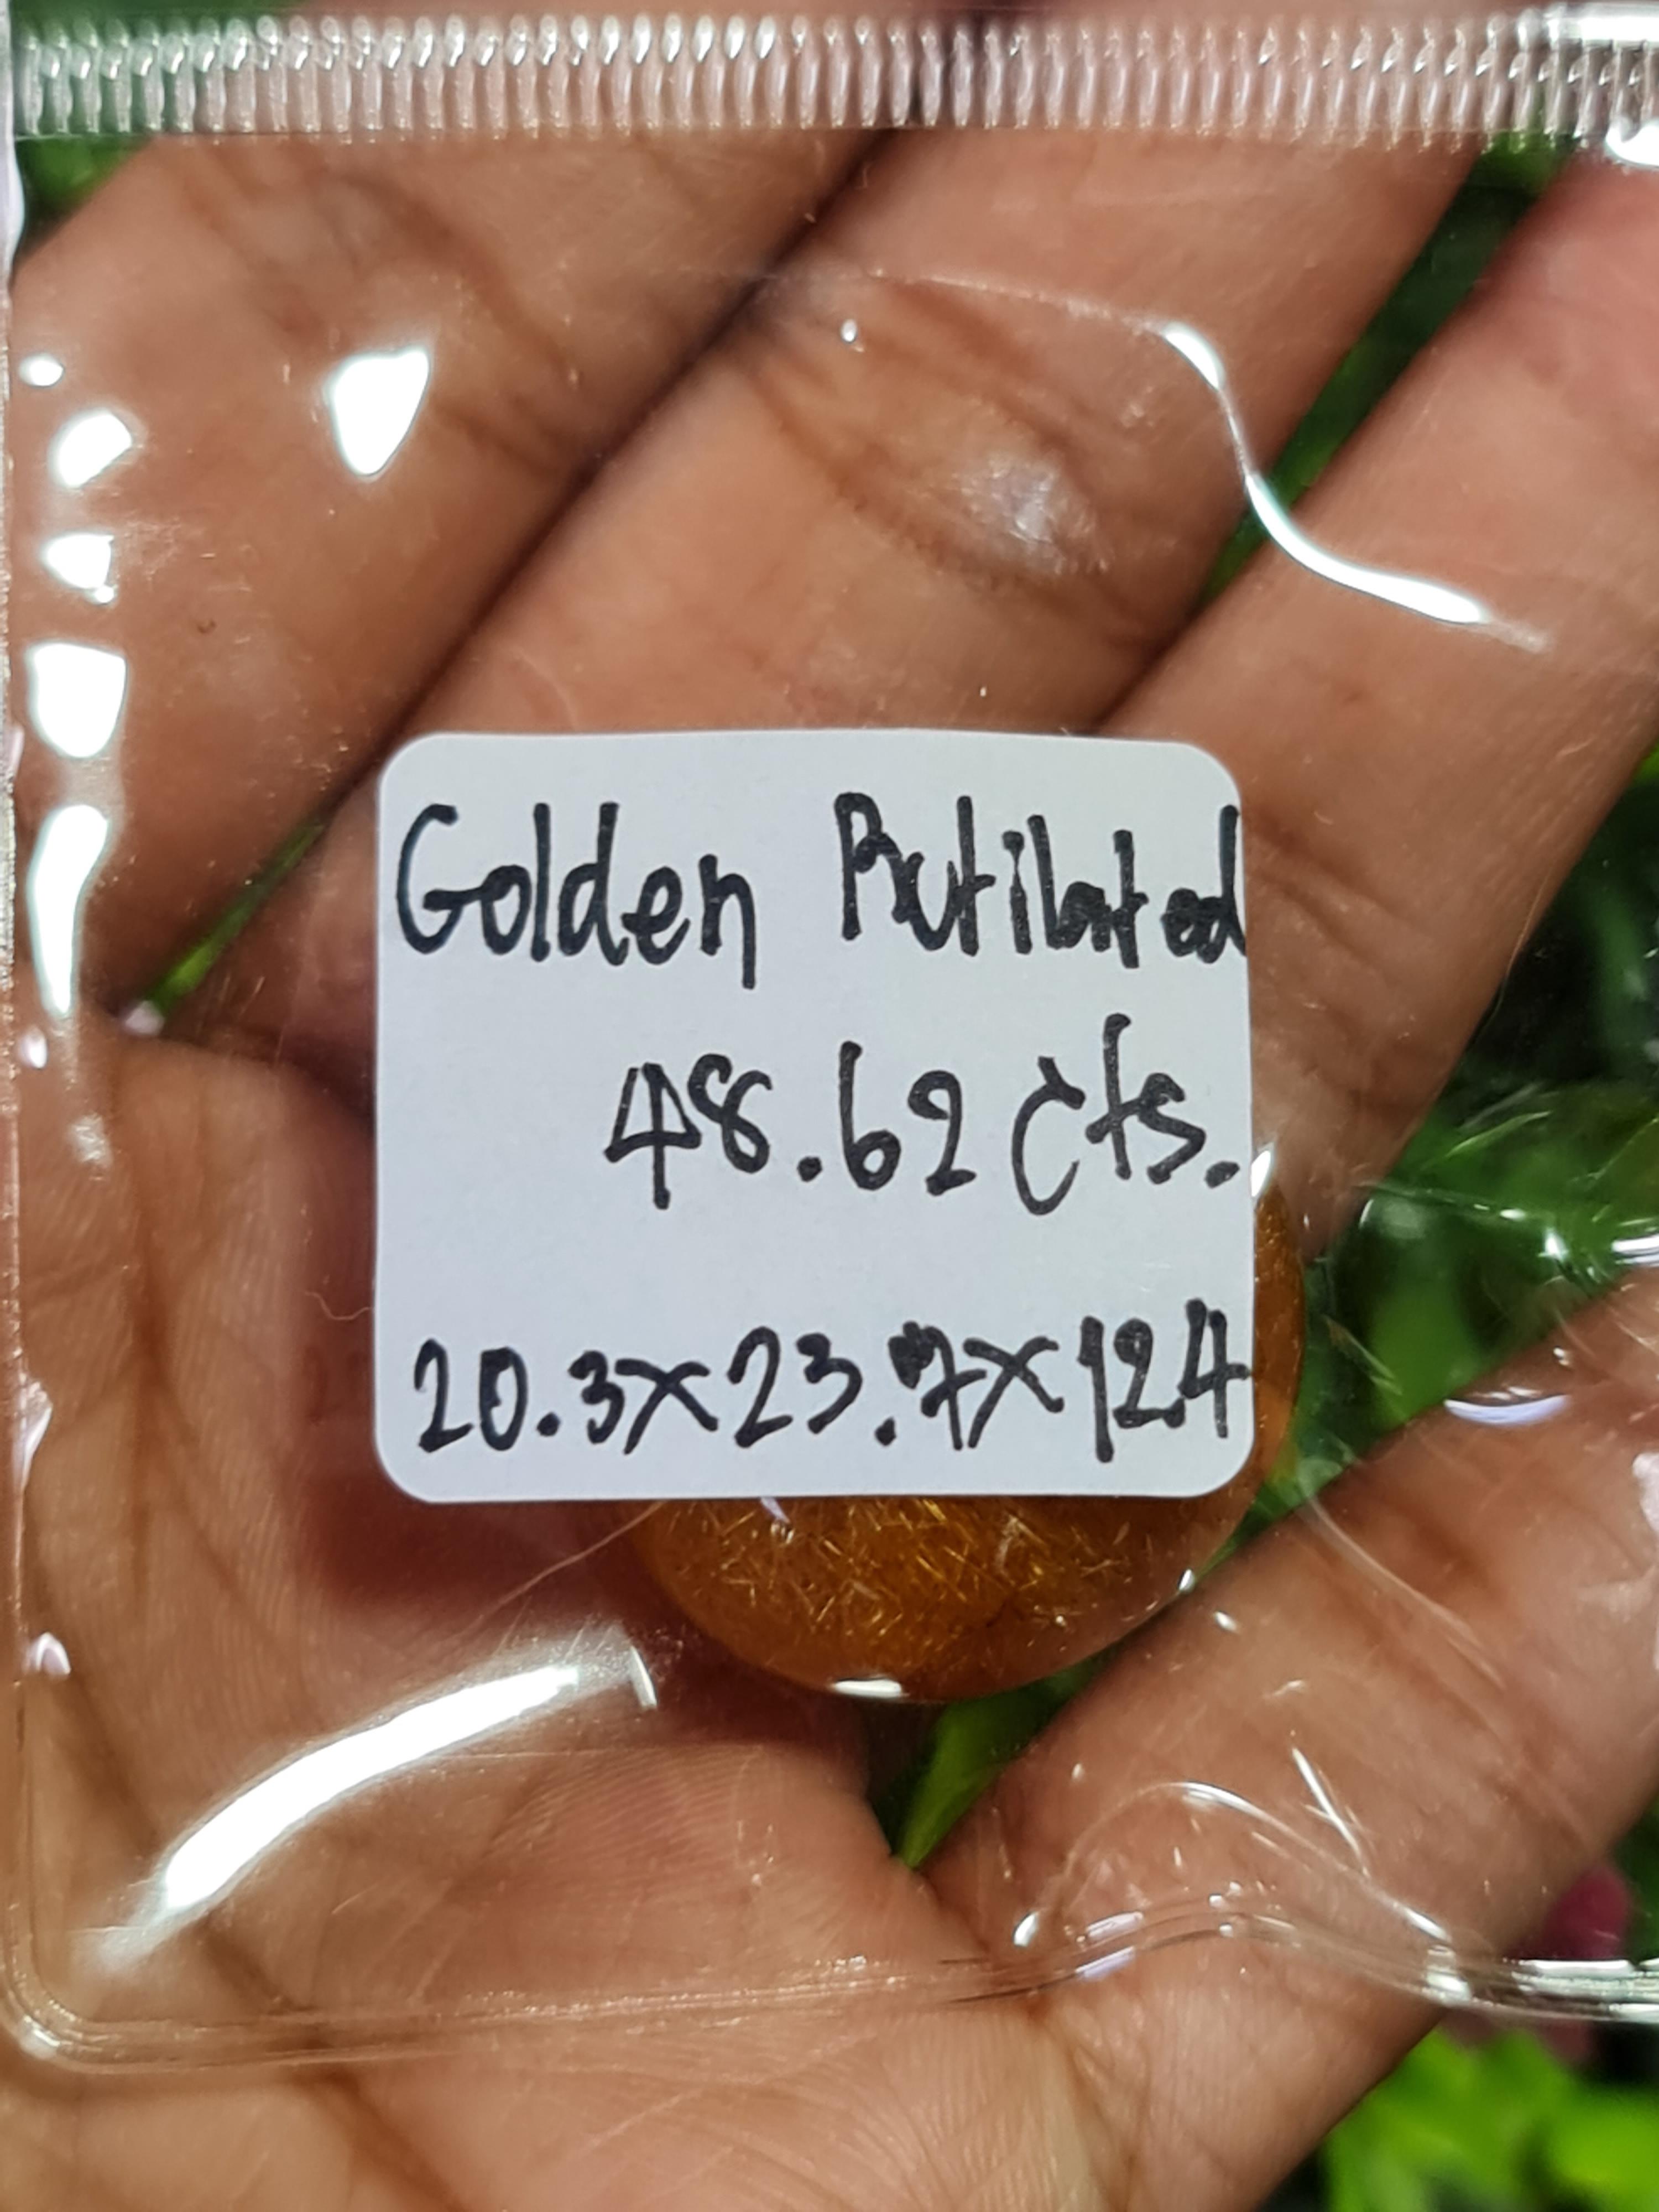 Golden Rutilated
48.62 cts.
20.3x23.7x12.4